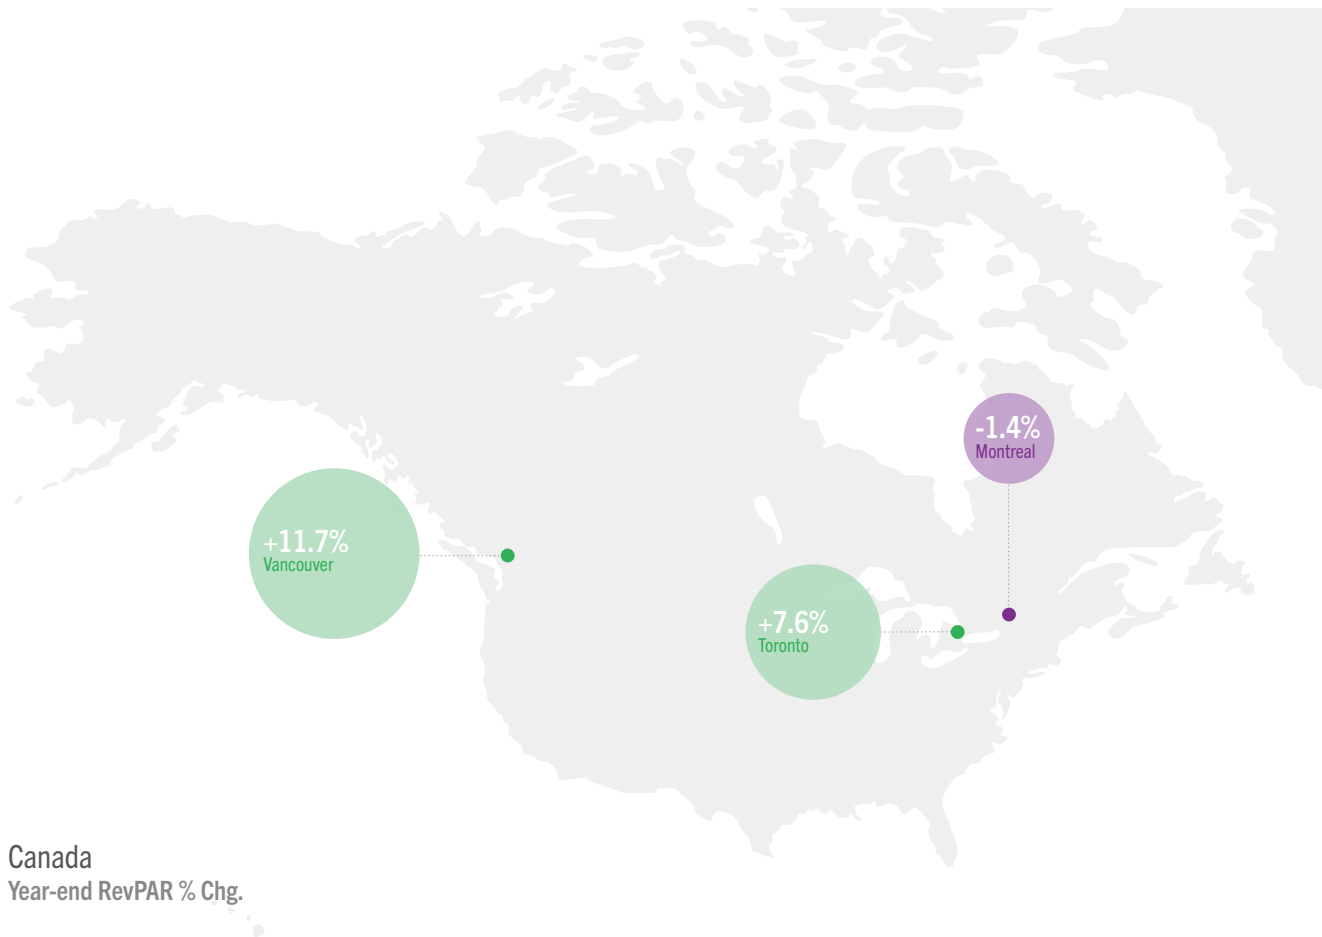 -1.4%
Montreal
+11.7%
Vancouver
+7.6%
Toronto
Canada
Year-end RevPAR % Chg.